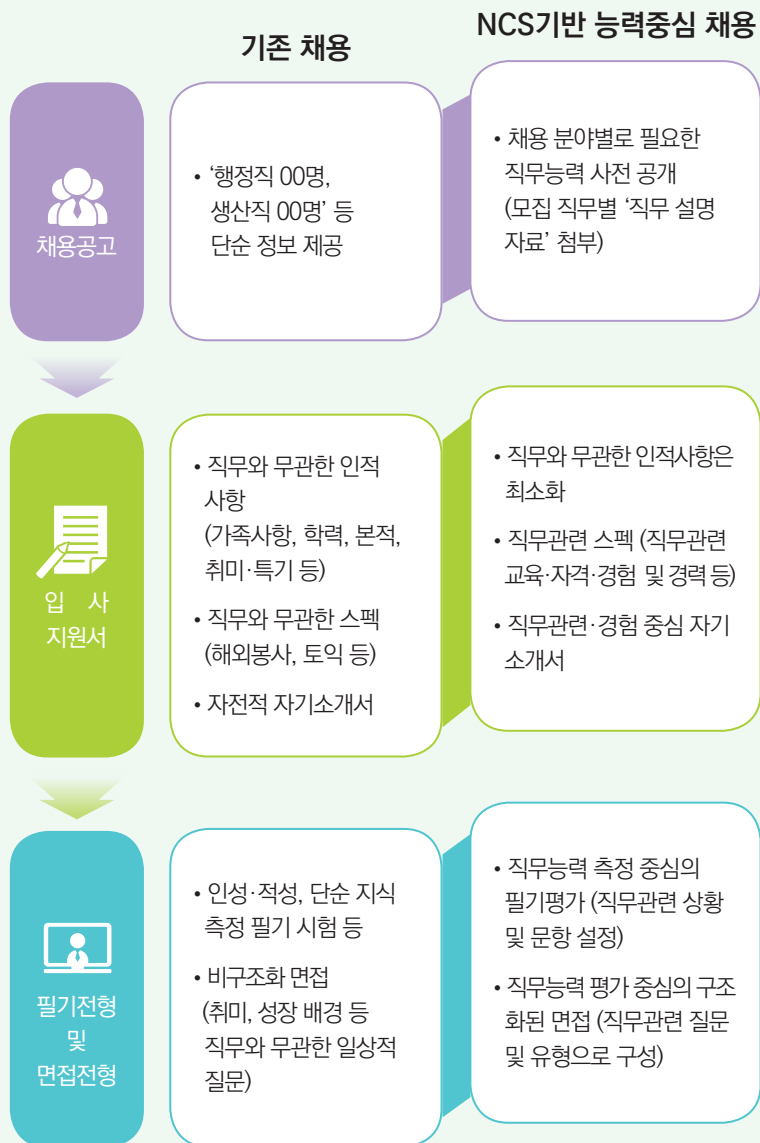 기존 채용
NCS기반 능력중심 채용
채용공고
• ‘행정직 00명,
생산직 00명’ 등
단순 정보 제공
• 채용 분야별로 필요한
직무능력 사전 공개
(모집 직무별 ‘직무 설명
자료’ 첨부)
입 사
지원서
• 직무와 무관한 인적
사항
(가족사항, 학력, 본적,
취미·특기 등)
• 직무와 무관한 스펙
(해외봉사, 토익 등)
• 자전적 자기소개서
• 직무와 무관한 인적사항은
최소화
• 직무관련 스펙 (직무관련
교육·자격·경험 및 경력 등)
• 직무관련·경험 중심 자기
소개서
필기전형
및
면접전형
• 인성·적성, 단순 지식
측정 필기 시험 등
• 비구조화 면접
(취미, 성장 배경 등
직무와 무관한 일상적
질문)
• 직무능력 측정 중심의
필기평가 (직무관련 상황
및 문항 설정)
• 직무능력 평가 중심의 구조
화된 면접 (직무관련 질문
및 유형으로 구성)